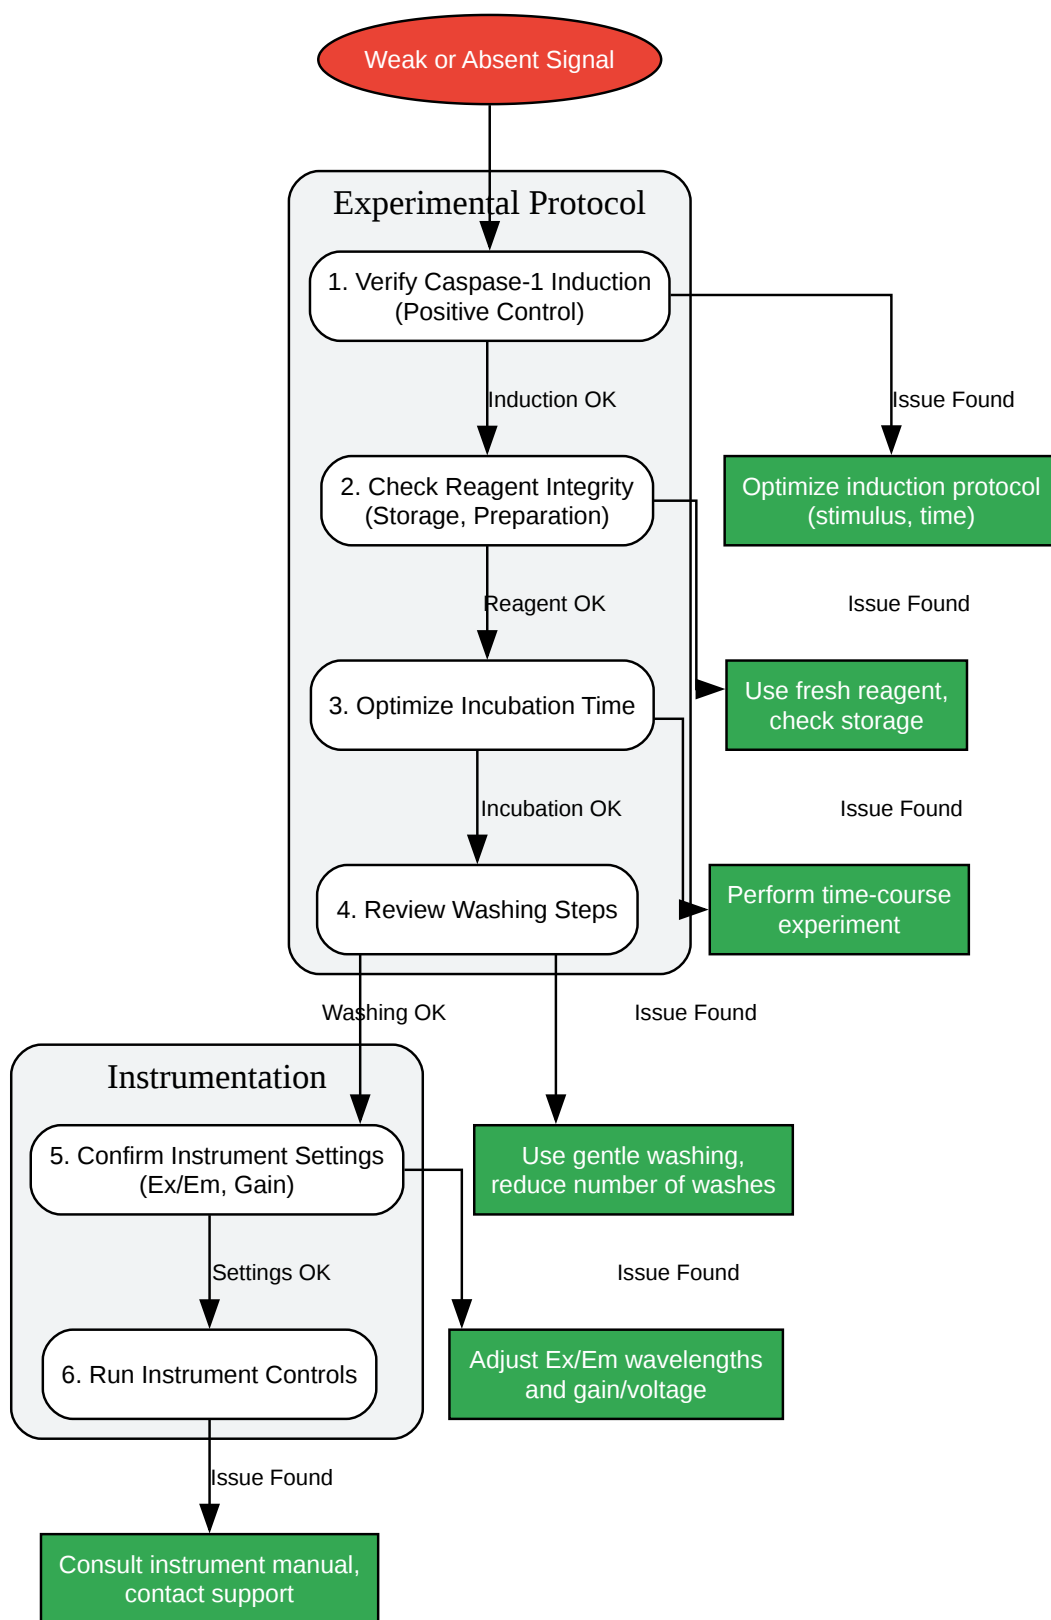 Weak or Absent Signal
Experimental Protocol
1. Verify Caspase-1 Induction
(Positive Control)
Induction OK
Issue Found
2. Check Reagent Integrity
(Storage, Preparation)
Optimize induction protocol
(stimulus, time)
Reagent OK
Issue Found
3. Optimize Incubation Time
Use fresh reagent,
check storage
Incubation OK
Issue Found
4. Review Washing Steps
Perform time-course
experiment
Washing OK
Issue Found
Instrumentation
5. Confirm Instrument Settings
(Ex/Em, Gain)
Use gentle washing,
reduce number of washes
Settings OK
Issue Found
6. Run Instrument Controls
Adjust Ex/Em wavelengths
and gain/voltage
Issue Found
Consult instrument manual,
contact support